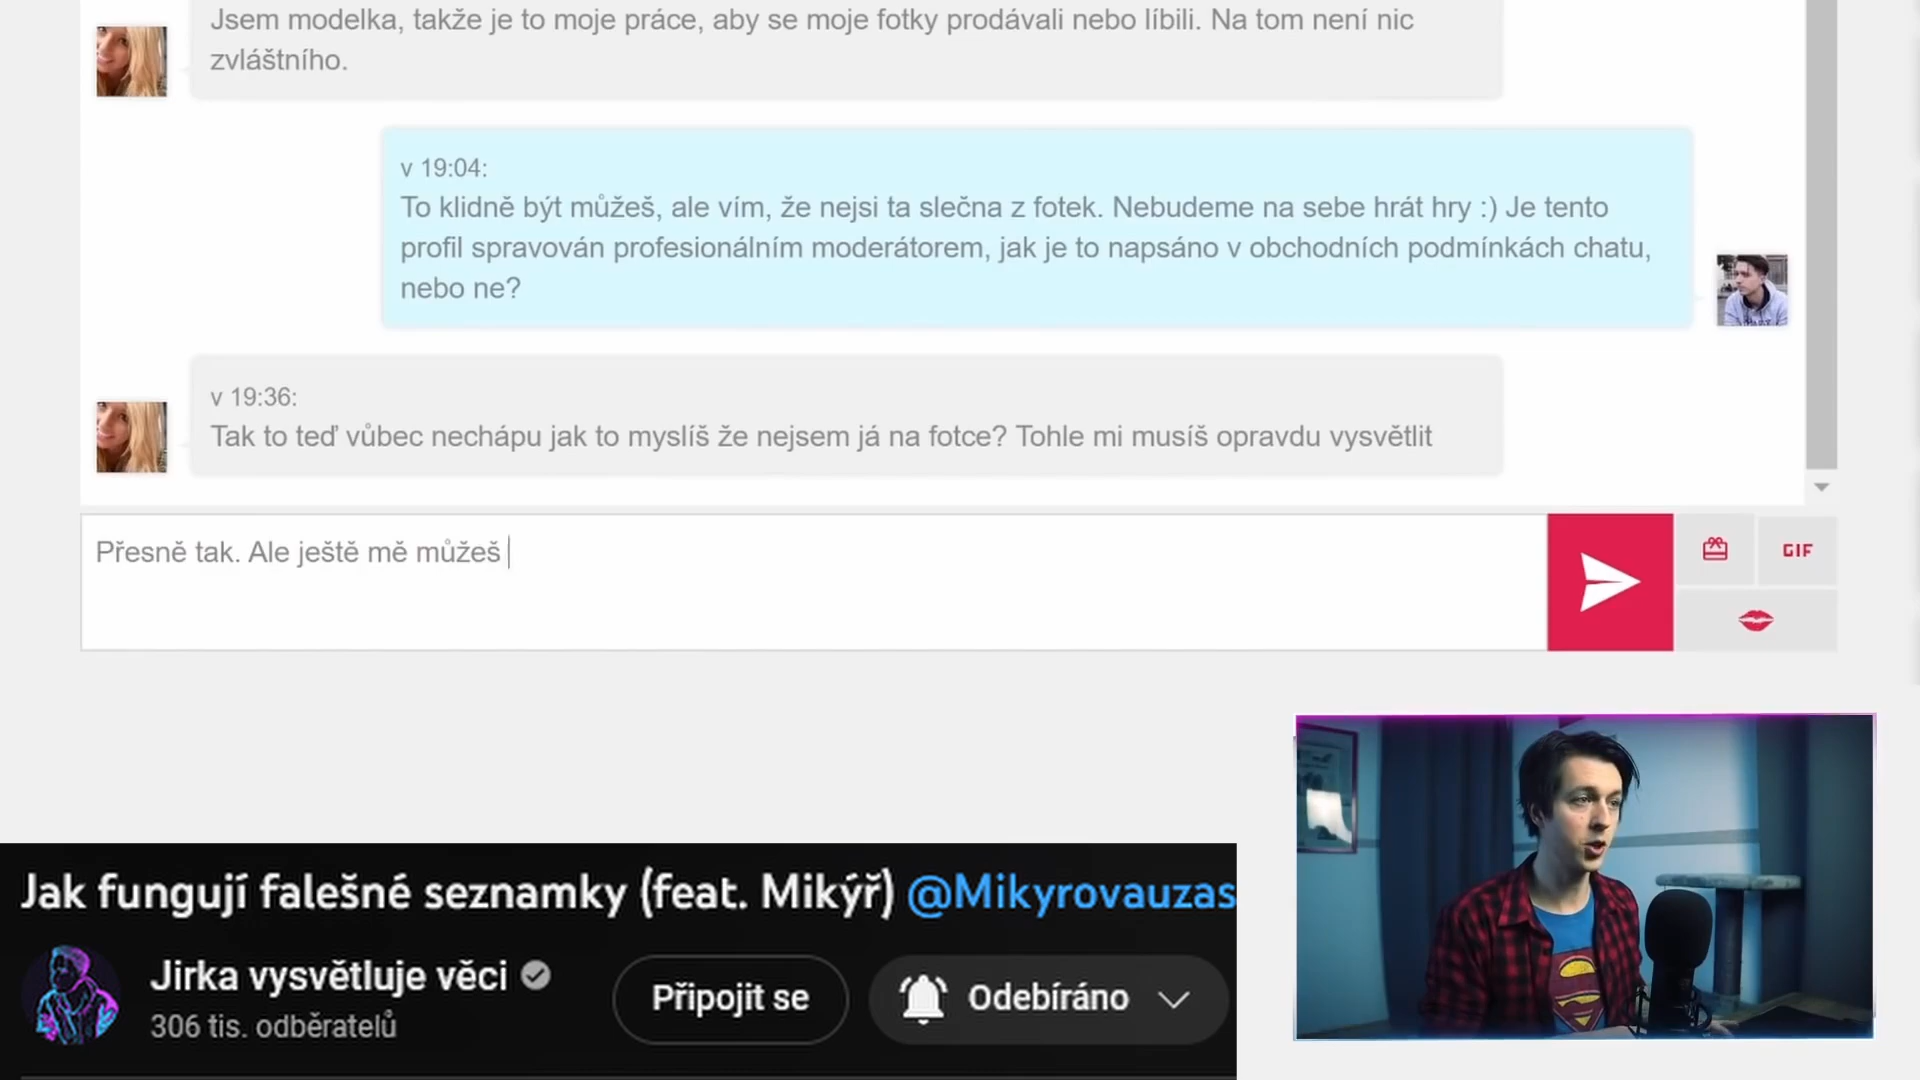 Jsem modelka, takže je to moje práce, aby se moje fotky prodávali nebo líbili. Na tom není nic
zvláštního.
v 19:04:
To klidně být můžeš, ale vím, že nejsi ta slečna z fotek. Nebudeme na sebe hrát hry :) Je tento
profil spravován profesionálním moderátorem, jak je to napsáno v obchodních podmínkách chatu,
nebo ne?
v 19:36:
Tak to teď vůbec nechápu jak to myslíš že nejsem já na fotce? Tohle mi musíš opravdu vysvětlit
Přesně tak. Ale ještě mě můžeš
GIF
Jak fungují falešné seznamky (feat. Mikýř) @Mikyrovauzas
Jirka vysvětluje věci
306 tis. odběratelů
Připojit se
Odebíráno